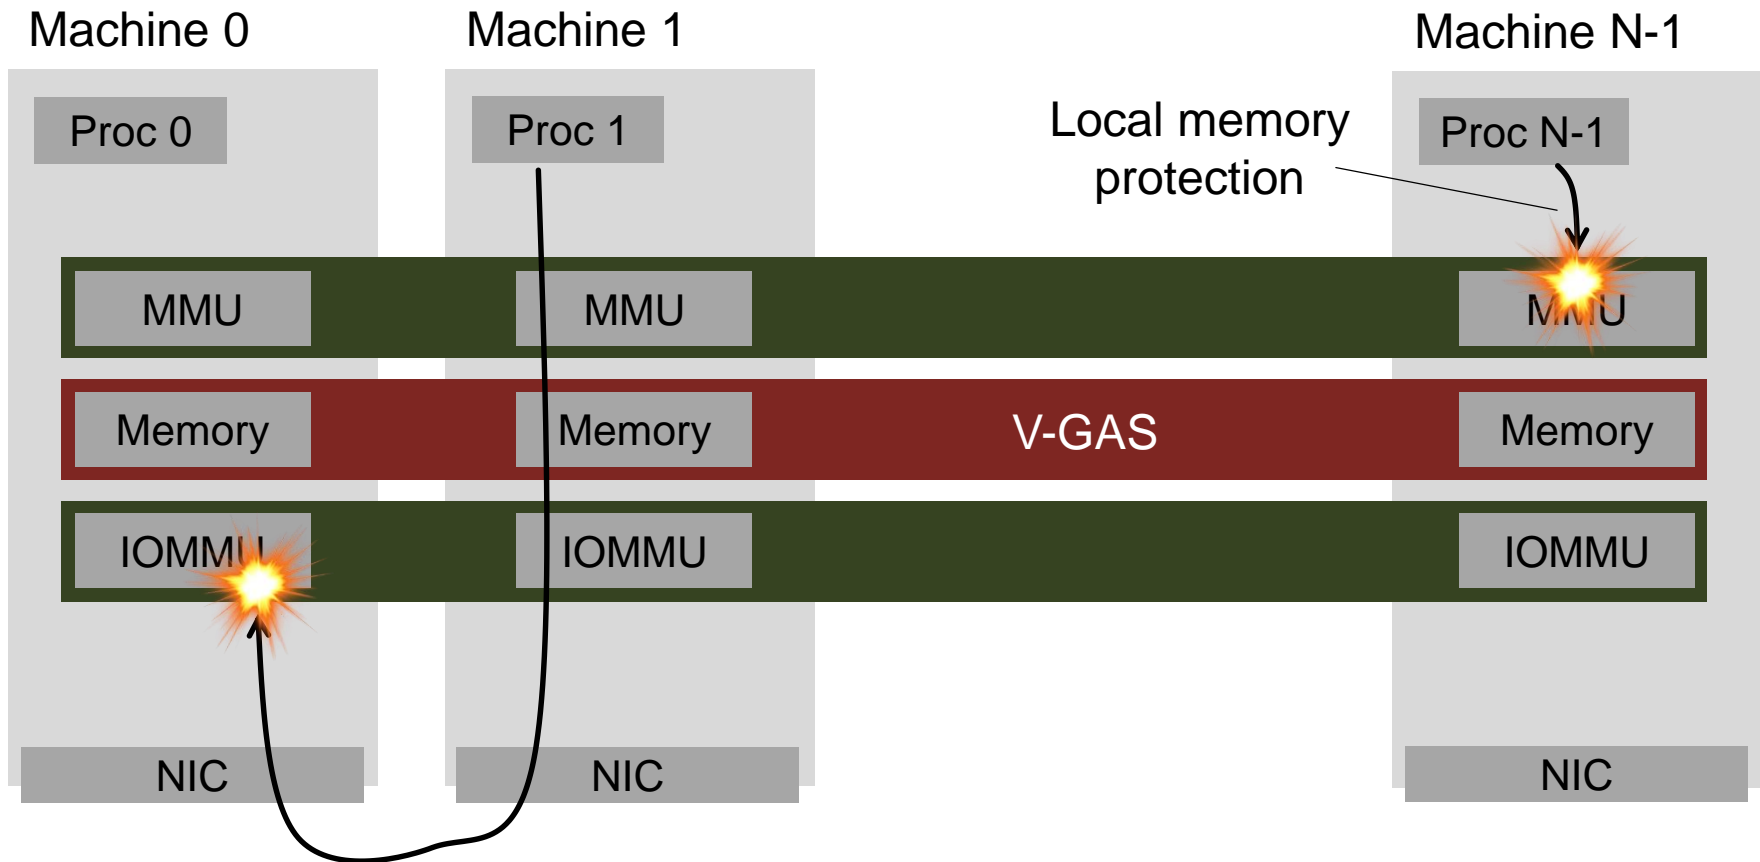 Machine 0
Machine 1
Machine N-1
Proc 0
Proc 1
Local memory
protection
Proc N-1
MMU
MMU
MMU
Memory
Memory
V-GAS
Memory
IOMMU
IOMMU
IOMMU
NIC
NIC
NIC